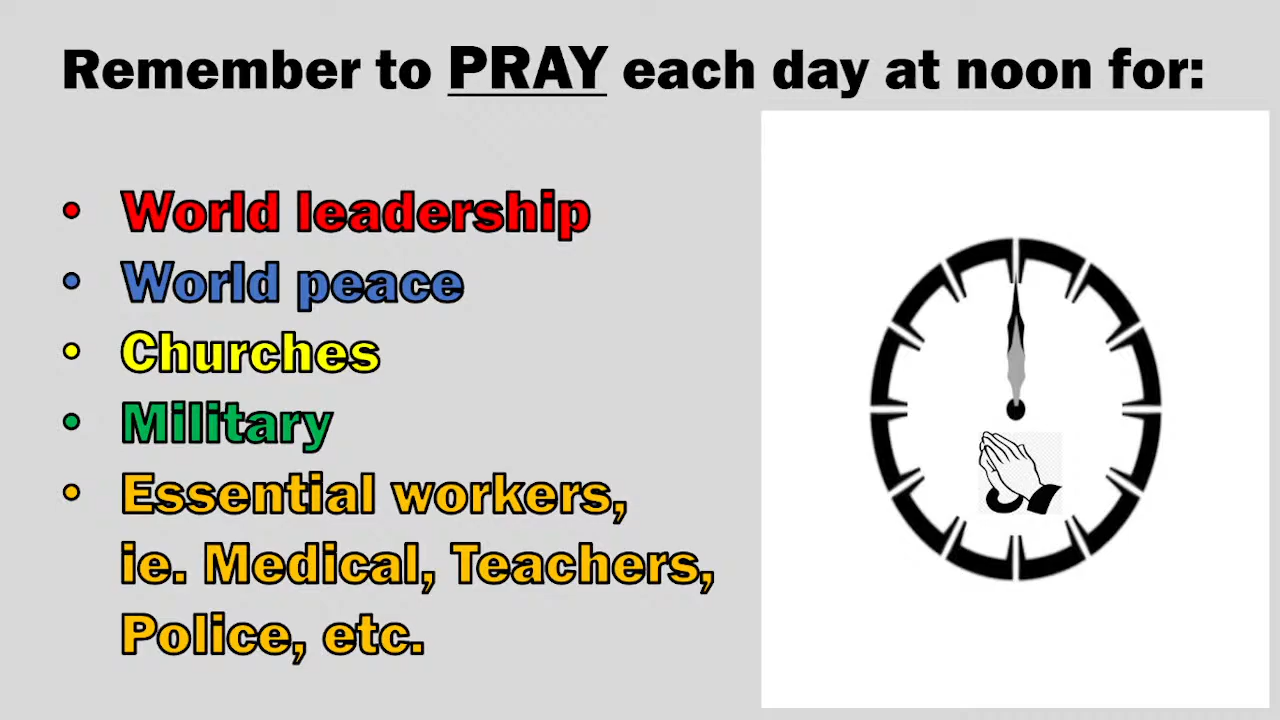 Remember to PRAY each day at noon for:
• World leadership
• World peace
• Churches
• Military
• Essential workers,
ie. Medical, Teachers,
Police, etc.